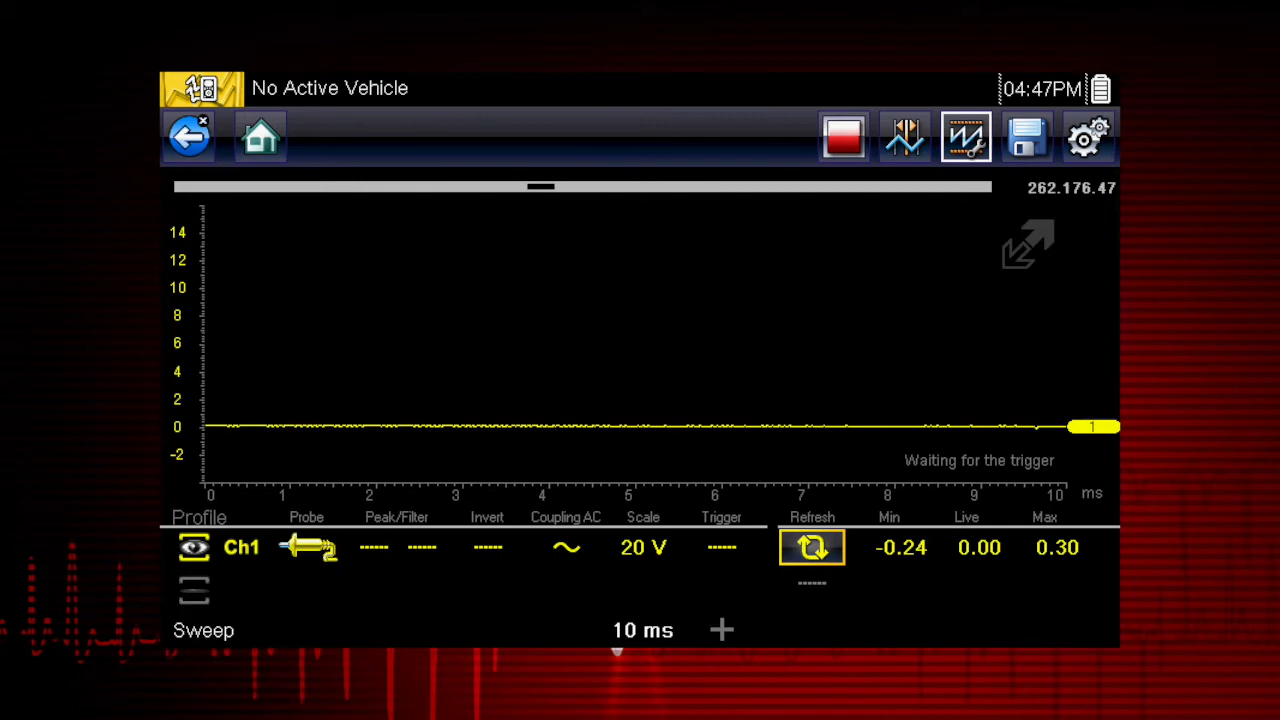 No Active Vehicle
04:47PM
262.176.47
14
12
10
8
6
4
2
0
-2
1
Waiting for the trigger
0 1 2 3 4 5 6 7 8 9 10 ms
Profile Probe Peak/Filter Invert Coupling AC Scale Trigger Refresh Min Live Max
Ch1 ----- ----- ----- 20 V ----- -0.24 0.00 0.30
-----
Sweep 10 ms +